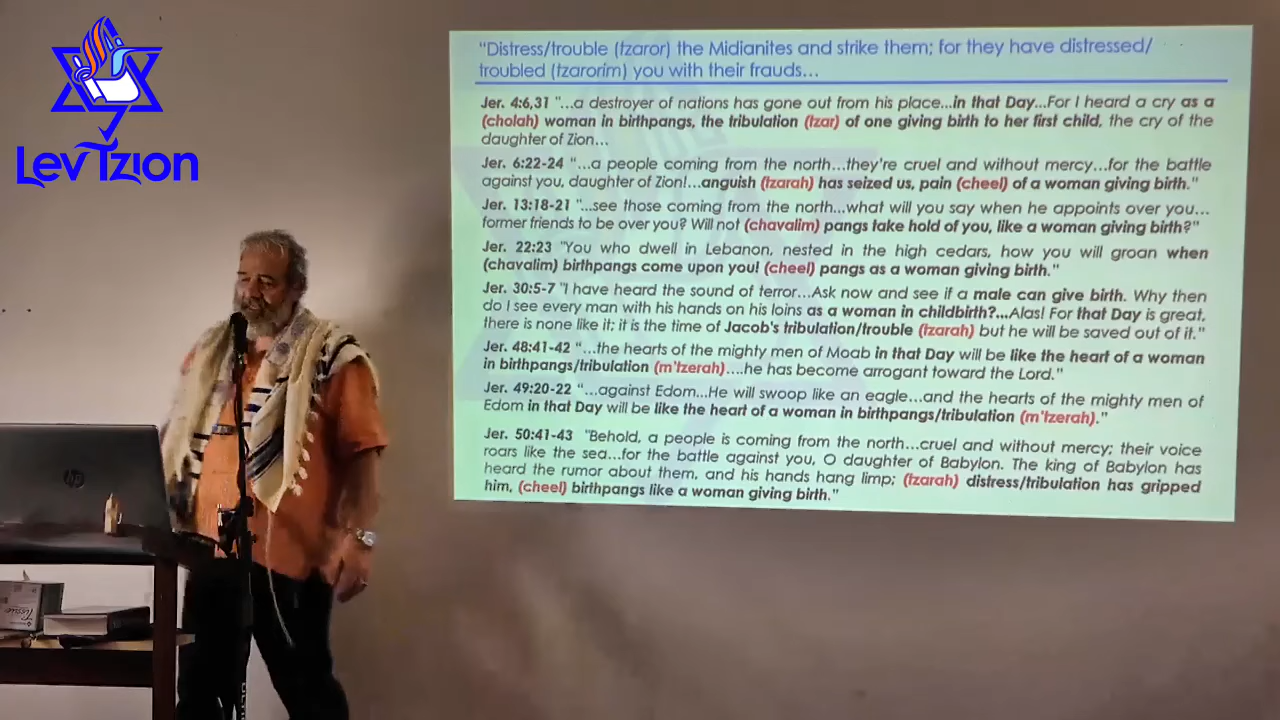 Lev Tzion
"Distress/trouble (tzaror) the Midianites and strike them; for they have distressed/
troubled (tzarorim) you with their frauds…
Jer. 4:6,31 "…a destroyer of nations has gone out from his place…in that Day…For I heard a cry as a
(cholah) woman in birthpangs, the tribulation (tzar) of one giving birth to her first child, the cry of the
daughter of Zion…
Jer. 6:22-24 "…a people coming from the north…they're cruel and without mercy…for the battle
against you, daughter of Zion!…anguish (tzarah) has seized us, pain (cheel) of a woman giving birth."
Jer. 13:18-21 "…see those coming from the north…what will you say when he appoints over you…
former friends to be over you? Will not (chavalim) pangs take hold of you, like a woman giving birth?"
Jer. 22:23 "You who dwell in Lebanon, nested in the high cedars, how you will groan when
(chavalim) birthpangs come upon you! (cheel) pangs as a woman giving birth."
Jer. 30:5-7 "I have heard the sound of terror…Ask now and see if a male can give birth. Why then
do I see every man with his hands on his loins as a woman in childbirth?…Alas! For that Day is great,
there is none like it; it is the time of Jacob's tribulation/trouble (tzarah) but he will be saved out of it."
Jer. 48:41-42 "…the hearts of the mighty men of Moab in that Day will be like the heart of a woman
in birthpangs/tribulation (m'tzerah)….he has become arrogant toward the Lord."
Jer. 49:20-22 "…against Edom…He will swoop like an eagle…and the hearts of the mighty men of
Edom in that Day will be like the heart of a woman in birthpangs/tribulation (m'tzerah)."
Jer. 50:41-43 "Behold, a people is coming from the north…cruel and without mercy; their voice
roars like the sea…for the battle against you, O daughter of Babylon. The king of Babylon has
heard the rumor about them, and his hands hang limp; (tzarah) distress/tribulation has gripped
him, (cheel) birthpangs like a woman giving birth."
hp
Tissue